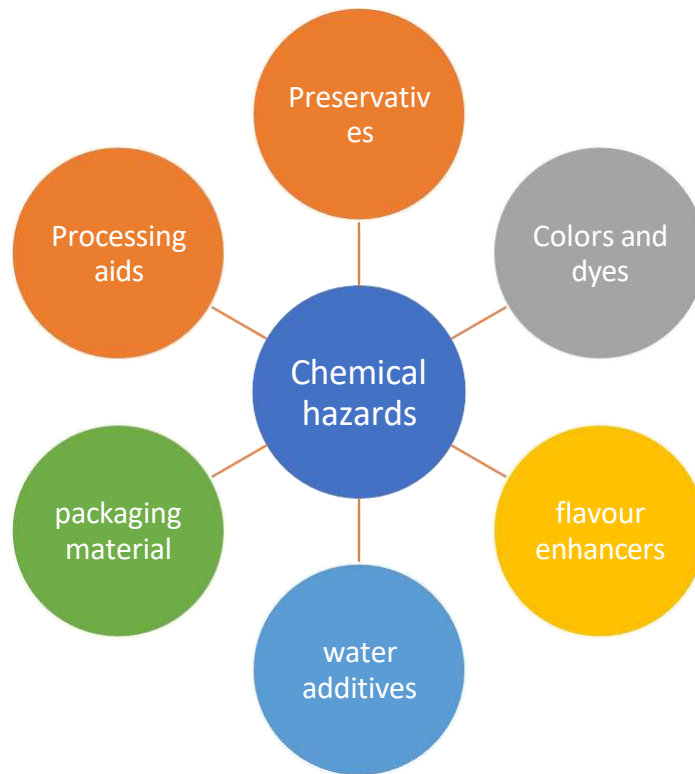 Preservativ
es
Processing
aids
Colors and
dyes
Chemical
hazards
packaging
material
flavour
enhancers
water
additives